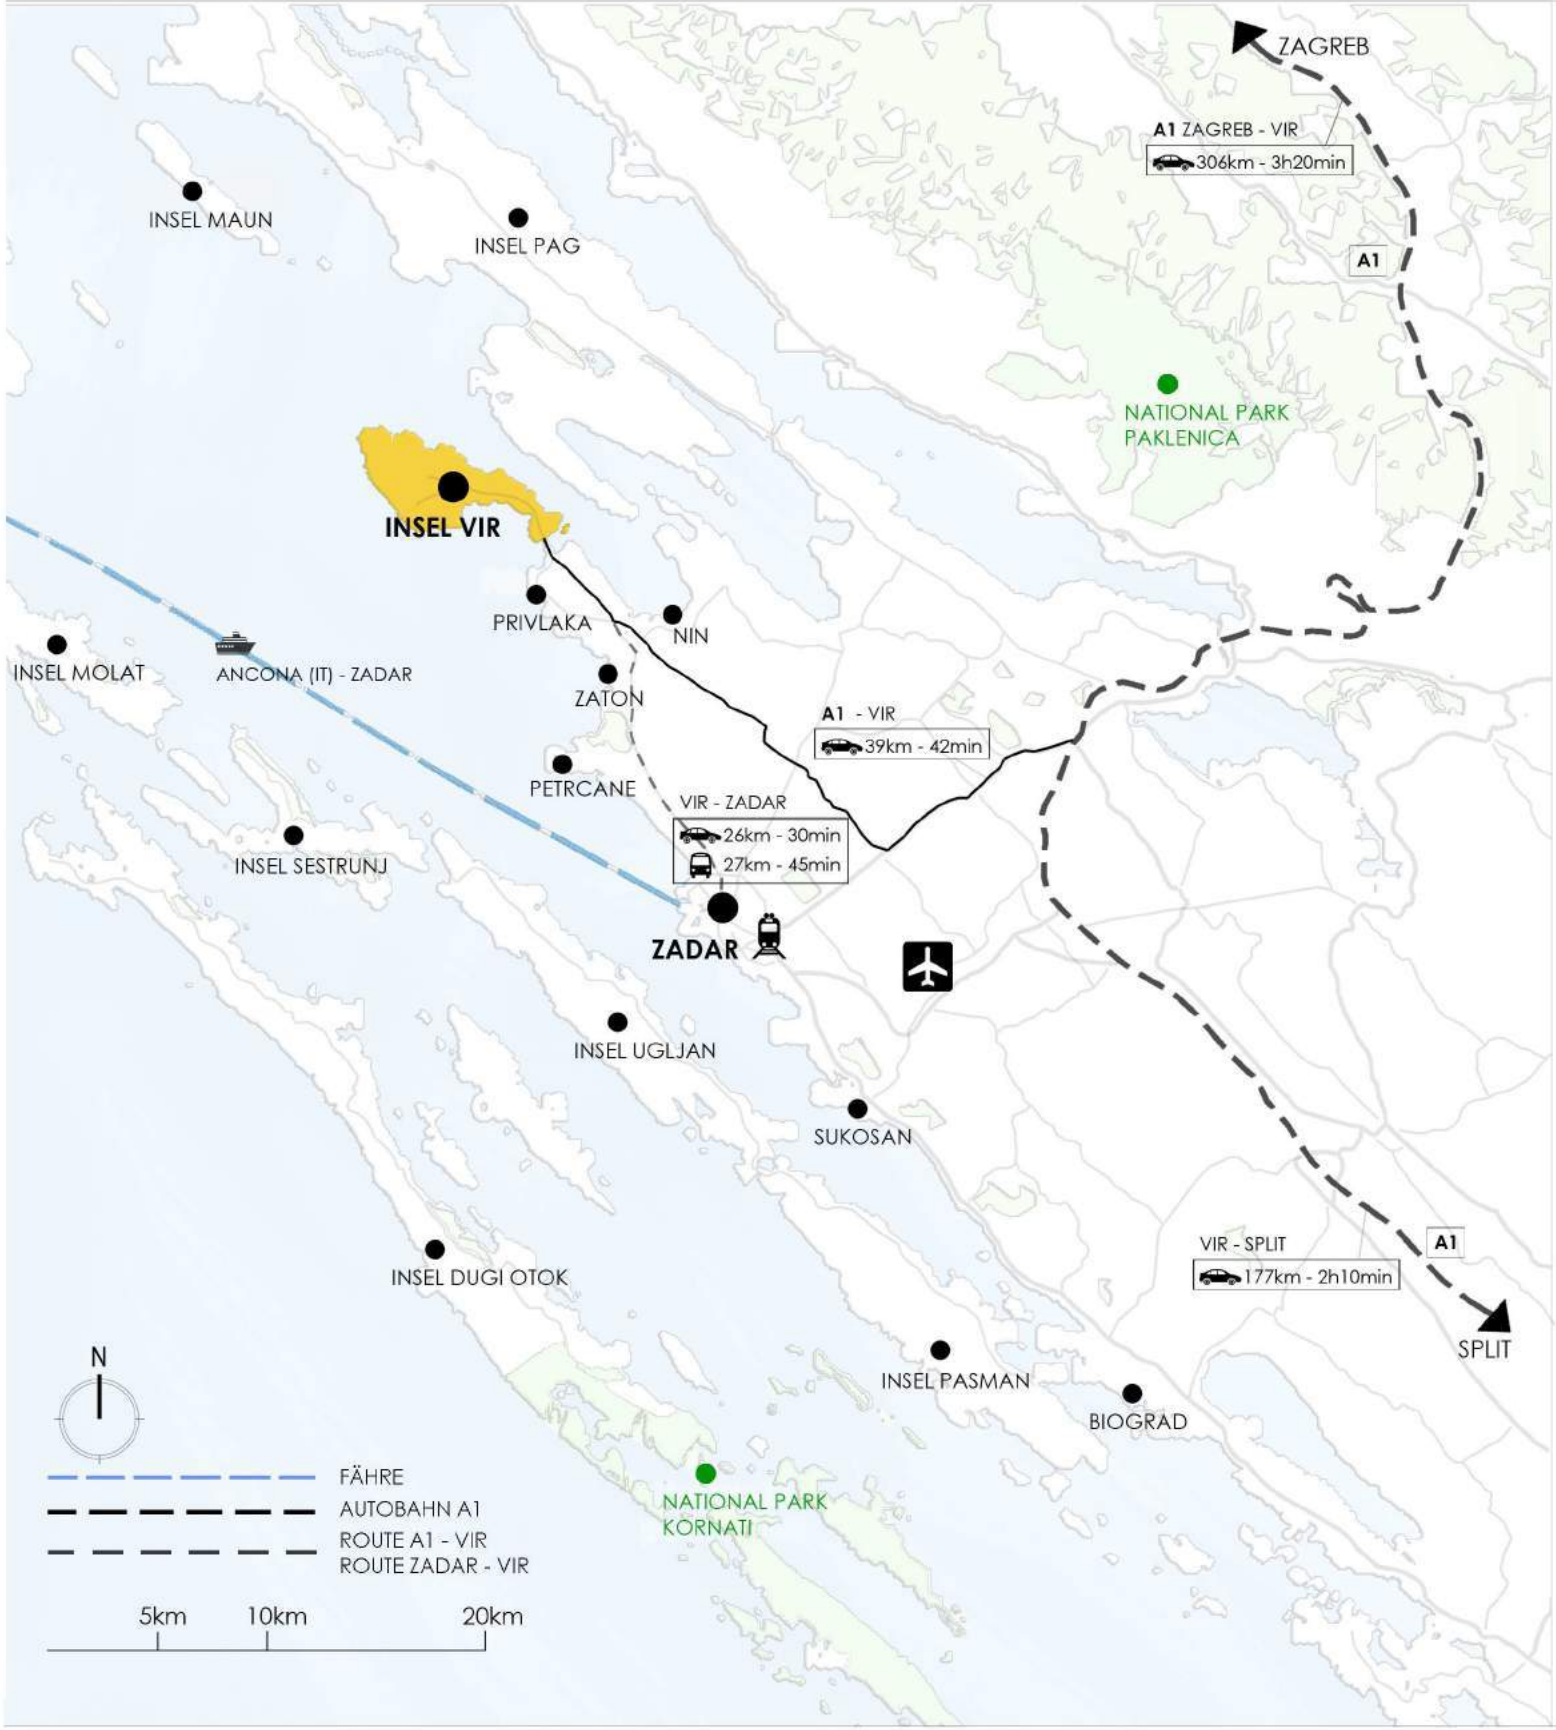 ZAGREB
A1 ZAGREB - VIR
306km - 3h20min
INSEL MAUN
INSEL PAG
A1
NATIONAL PARK
PAKLENICA
INSEL VIR
PRIVLAKA
NIN
INSEL MOLAT
ANCONA (IT) - ZADAR
ZATON
A1 - VIR
39km - 42min
PETRCANE
VIR - ZADAR
26km - 30min
27km - 45min
INSEL SESTRUNJ
ZADAR
INSEL UGLJAN
SUKOSAN
VIR - SPLIT
177km - 2h10min
A1
INSEL DUGI OTOK
SPLIT
INSEL PASMAN
BIOGRAD
N
NATIONAL PARK
KORNATI
FÄHRE
AUTOBAHN A1
ROUTE A1 - VIR
ROUTE ZADAR - VIR
5km 10km 20km